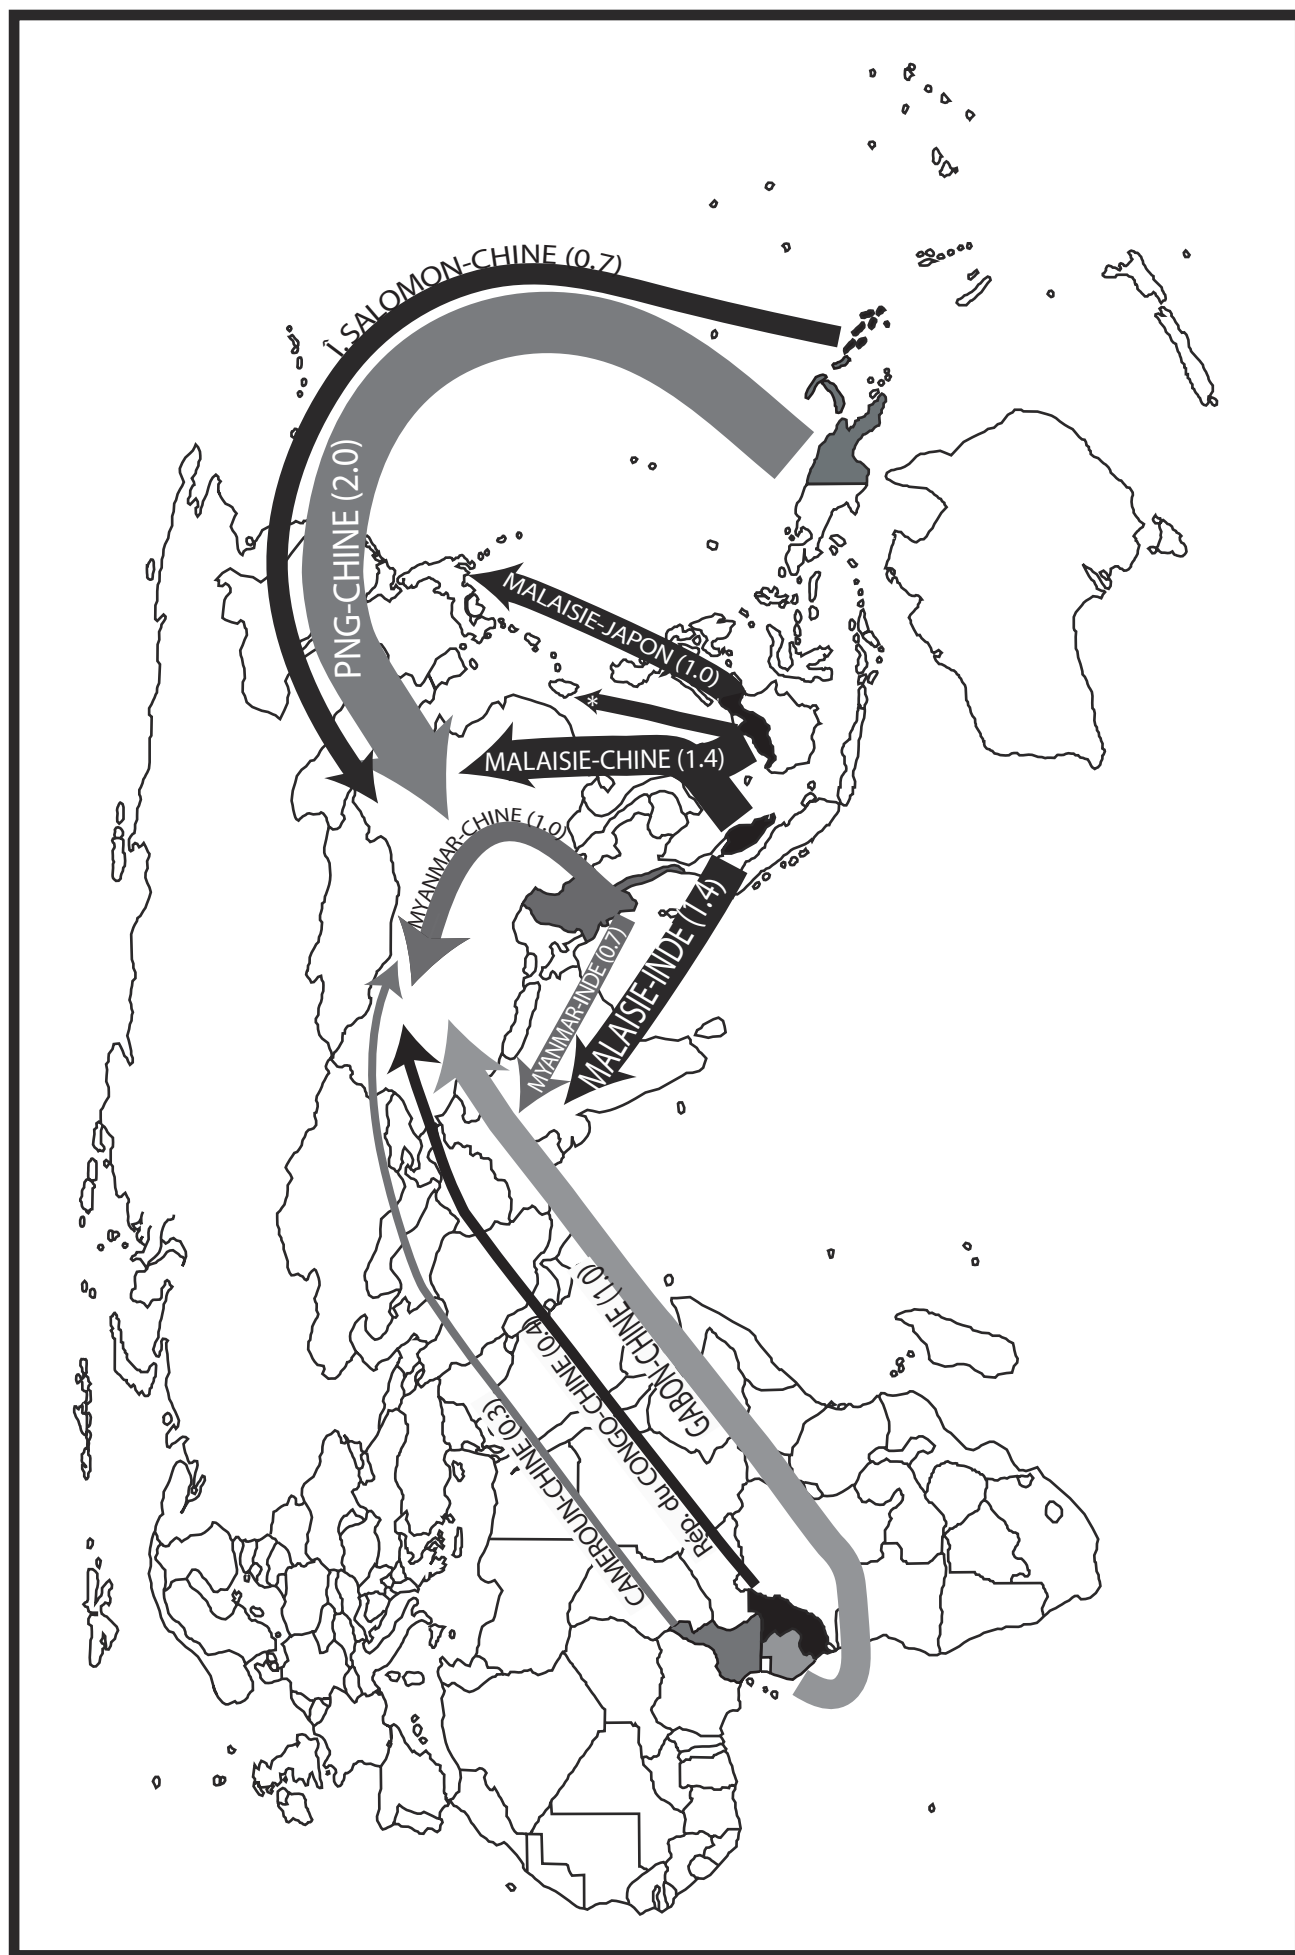 Î. SALOMON-CHINE (0.7)
PNG-CHINE (2.0)
MALAISIE-JAPON (1.0)
*
MALAISIE-CHINE (1.4)
MYANMAR-CHINE (1.0)
MALAISIE-INDE (1.4)
MYANMAR-INDE (0.7)
GABON-CHINE (1.0)
Rép. du CONGO-CHINE (0.4)
CAMEROUN-CHINE (0.3)